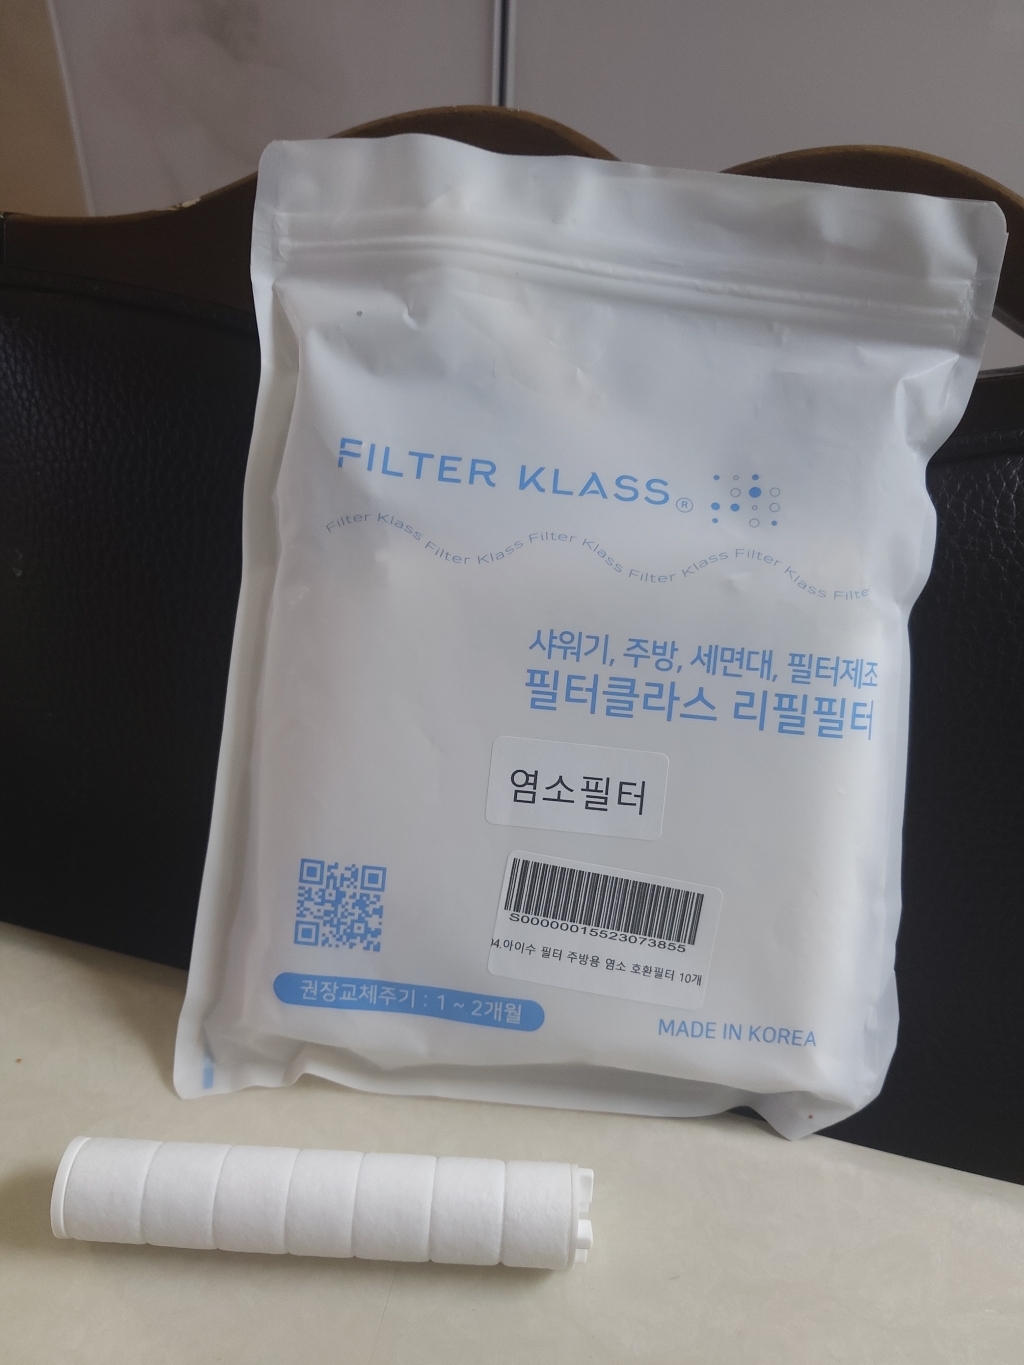 FILTER KLASS®
Filter Klass Filter Klass Filter Klass Filter Klass Filter Klass Filte
샤워기, 주방, 세면대, 필터제조
필터클라스 리필필터
염소필터
S00000015523073855
04.아이수 필터 주방용 염소 호환필터 10개
권장교체주기 : 1 ~ 2개월
MADE IN KOREA